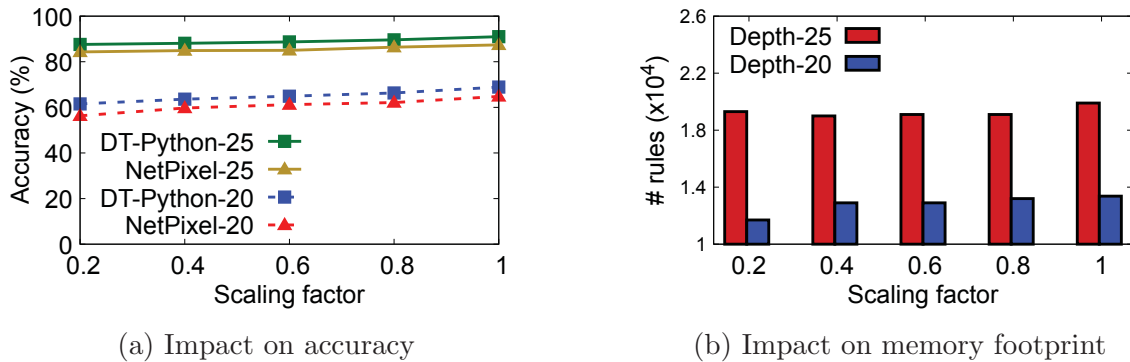 100
80
60
40
20
0
Accuracy (%)
DT-Python-25
NetPixel-25
DT-Python-20
NetPixel-20
0.2 0.4 0.6 0.8 1
Scaling factor
(a) Impact on accuracy
2.6
2.2
1.8
1.4
1
# rules (x10⁴)
Depth-25
Depth-20
0.2 0.4 0.6 0.8 1
Scaling factor
(b) Impact on memory footprint